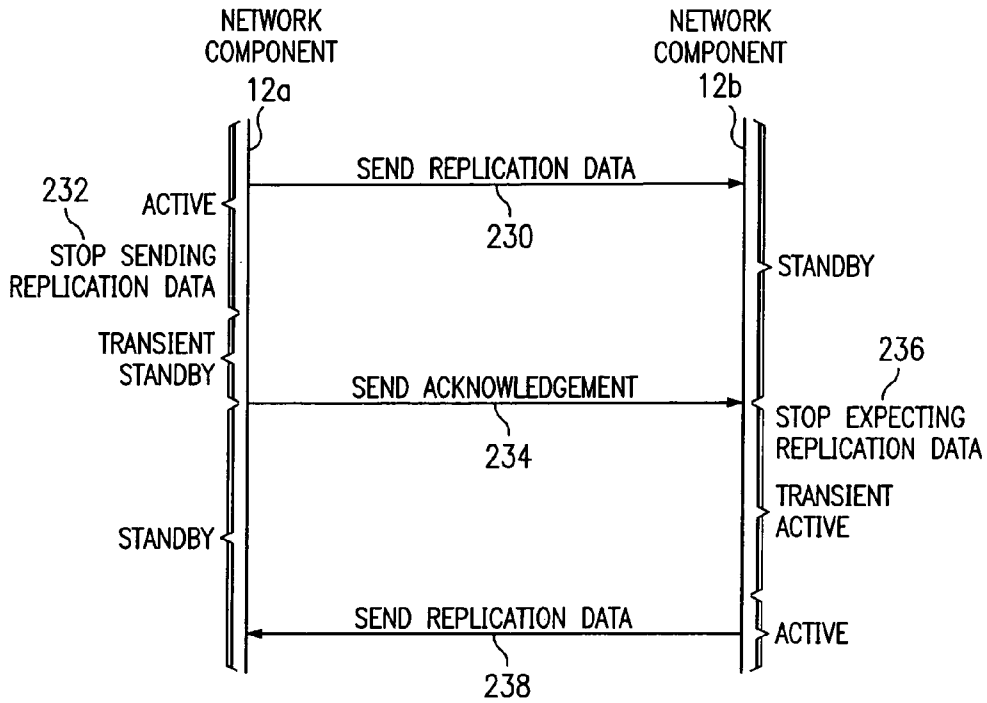 NETWORK
COMPONENT
12a
NETWORK
COMPONENT
12b
SEND REPLICATION DATA
230
232
ACTIVE
STOP SENDING
REPLICATION DATA
STANDBY
TRANSIENT
STANDBY
236
SEND ACKNOWLEDGEMENT
234
STOP EXPECTING
REPLICATION DATA
TRANSIENT
ACTIVE
STANDBY
SEND REPLICATION DATA
238
ACTIVE